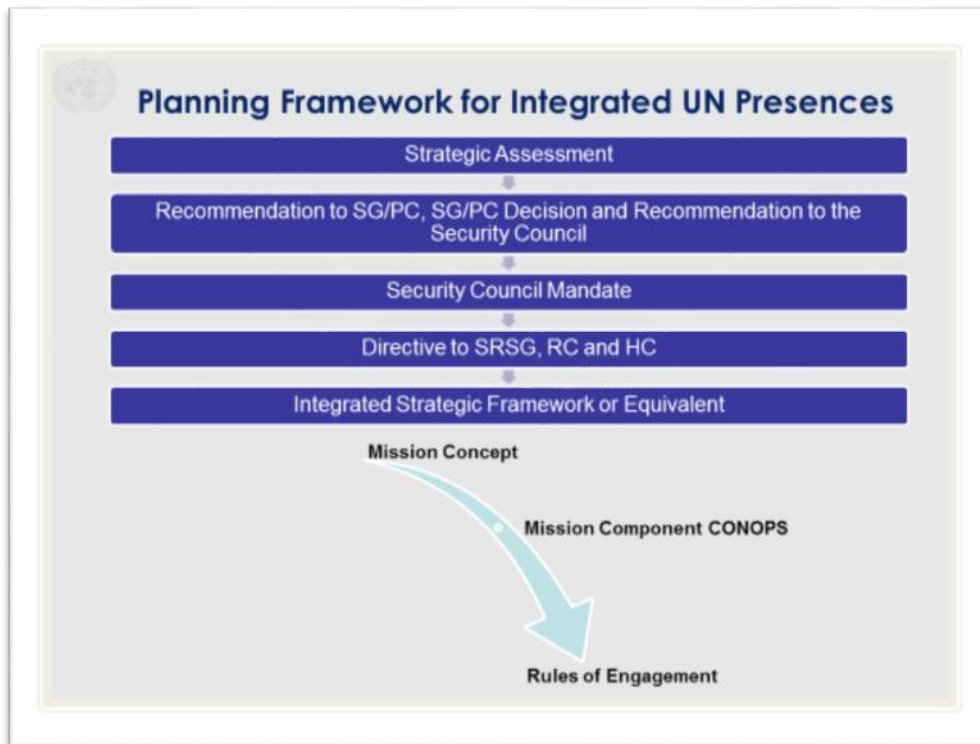 Planning Framework for Integrated UN Presences
Strategic Assessment
Recommendation to SG/PC, SG/PC Decision and Recommendation to the
Security Council
Security Council Mandate
Directive to SRSG, RC and HC
Integrated Strategic Framework or Equivalent
Mission Concept
Mission Component CONOPS
Rules of Engagement